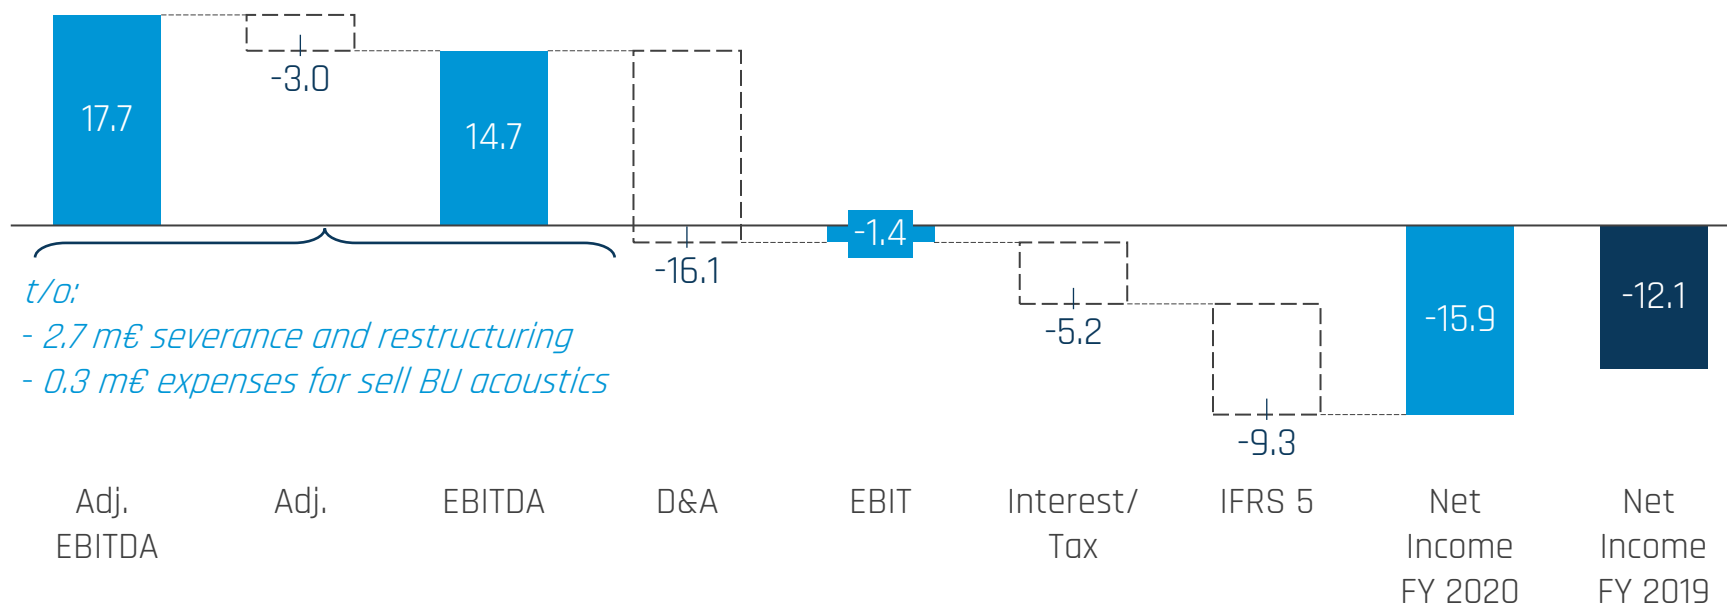 17.7
-3.0
14.7
-16.1
-1.4
-5.2
-9.3
-15.9
-12.1
t/o:
- 2.7 m€ severance and restructuring
- 0.3 m€ expenses for sell BU acoustics
Adj.
EBITDA
Adj.
EBITDA
D&A
EBIT
Interest/
Tax
IFRS 5
Net
Income
FY 2020
Net
Income
FY 2019